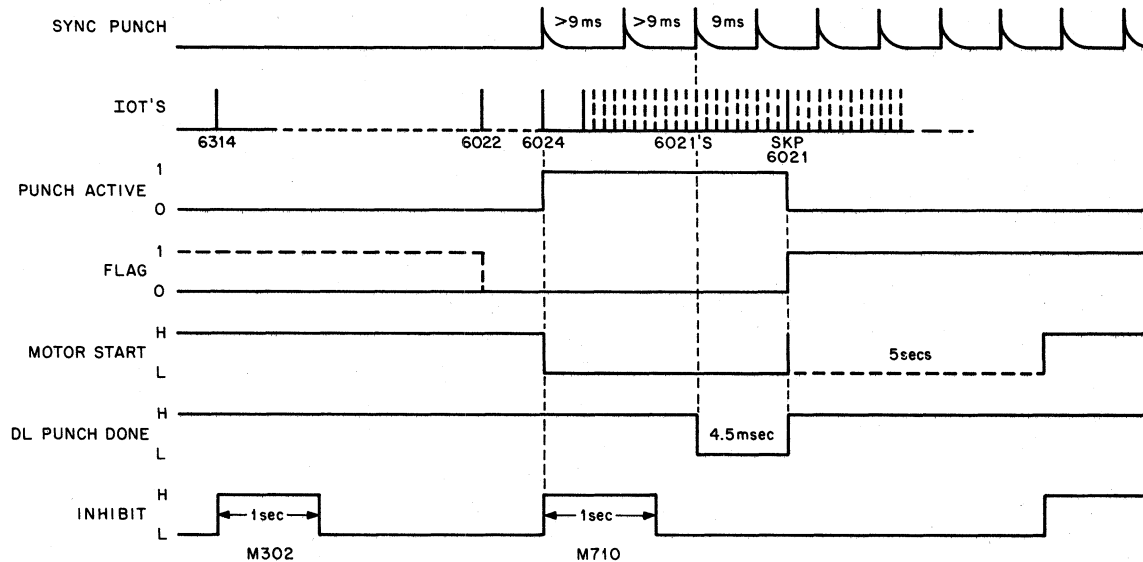 SYNC PUNCH >9ms >9ms 9ms
IOT'S
6314 6022 6024 6021'S SKP
6021
PUNCH ACTIVE 1
0
FLAG 1
0
MOTOR START H
L
5secs
DL PUNCH DONE H
L
4.5msec
INHIBIT H
L
1sec 1sec
M302 M710